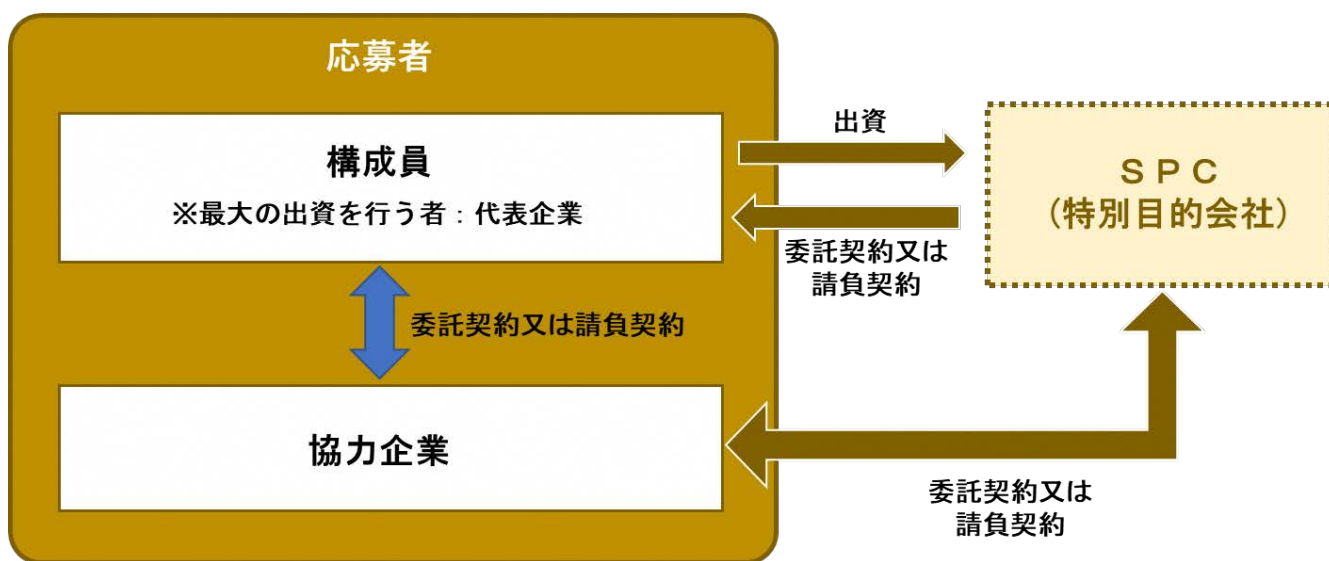 応募者
構成員
※最大の出資を行う者：代表企業
委託契約又は請負契約
協力企業
出資
委託契約又は
請負契約
ＳＰＣ
（特別目的会社）
委託契約又は
請負契約